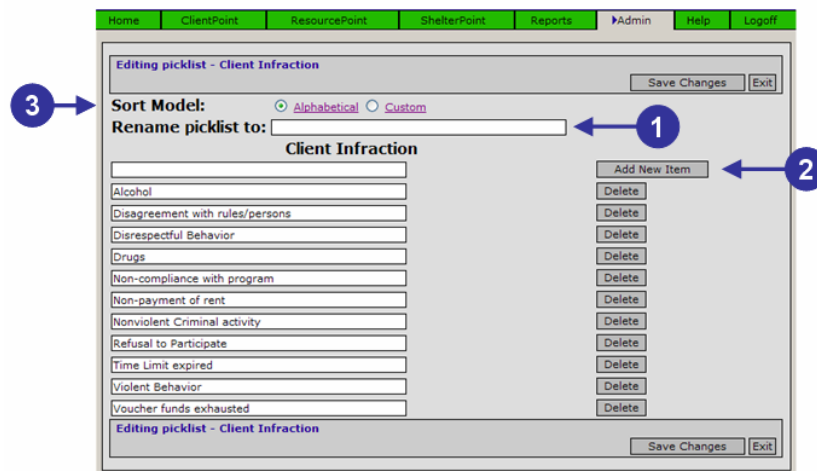 Home ClientPoint ResourcePoint ShelterPoint Reports Admin Help Logoff
Editing picklist - Client Infraction
Save Changes Exit
3 Sort Model: Alphabetical Custom
Rename picklist to: 1
Client Infraction
Add New Item 2
Alcohol Delete
Disagreement with rules/persons Delete
Disrespectful Behavior Delete
Drugs Delete
Non-compliance with program Delete
Non-payment of rent Delete
Nonviolent Criminal activity Delete
Refusal to Participate Delete
Time Limit expired Delete
Violent Behavior Delete
Voucher funds exhausted Delete
Editing picklist - Client Infraction
Save Changes Exit